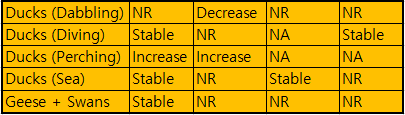 Ducks (Dabbling) NR Decrease NR NR
Ducks (Diving) Stable NR NA Stable
Ducks (Perching) Increase Increase NA NA
Ducks (Sea) Stable NR Stable NR
Geese + Swans Stable NR NR NR